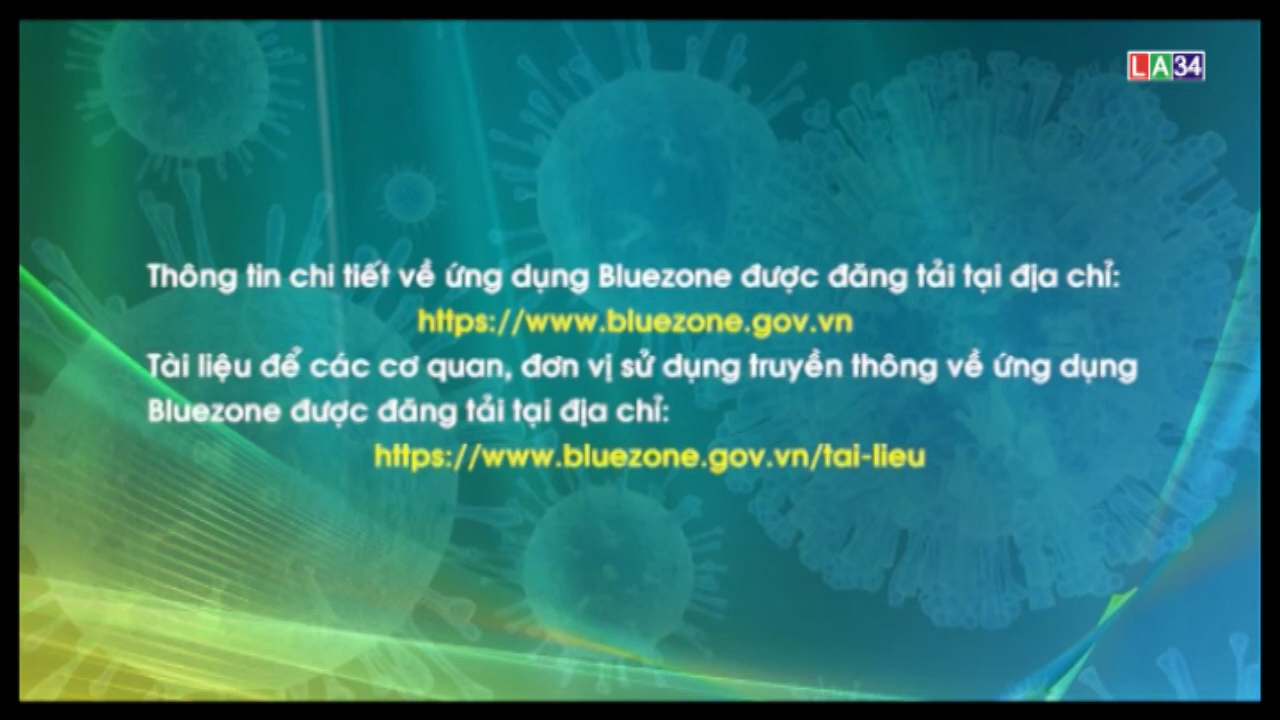 LA34
Thông tin chi tiết về ứng dụng Bluezone được đăng tải tại địa chỉ:
https://www.bluezone.gov.vn
Tài liệu để các cơ quan, đơn vị sử dụng truyền thông về ứng dụng
Bluezone được đăng tải tại địa chỉ:
https://www.bluezone.gov.vn/tai-lieu